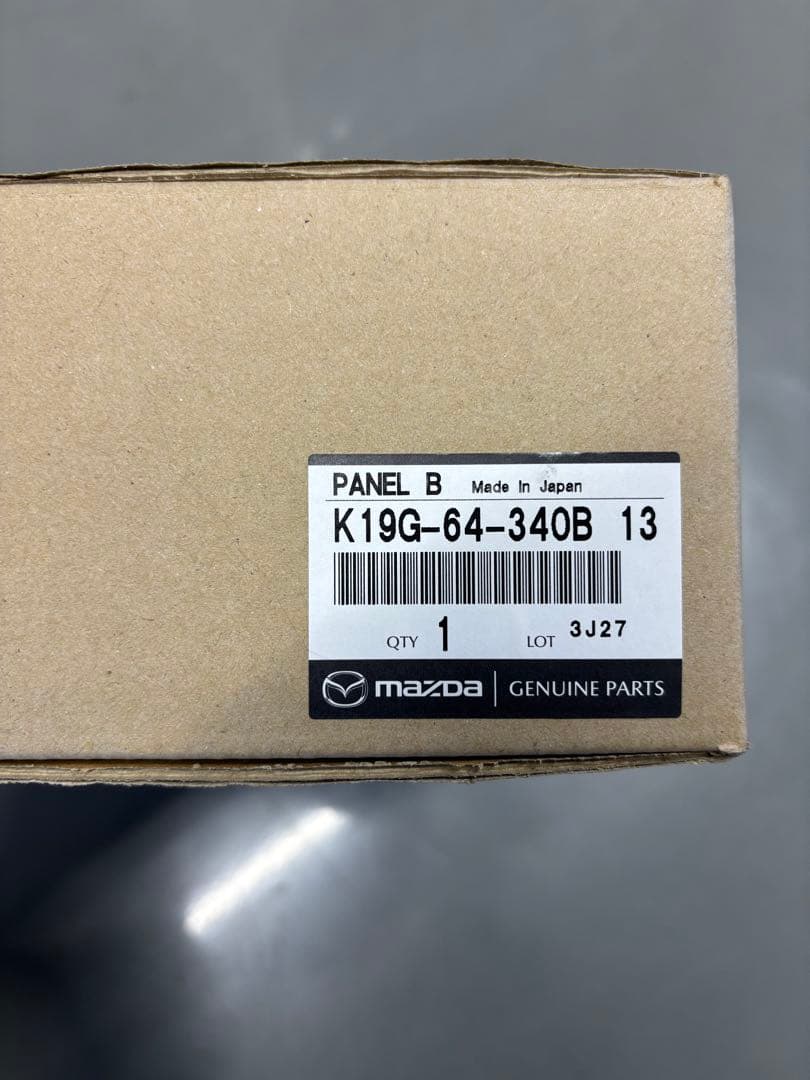 PANEL B Made In Japan
K19G-64-340B 13
QTY 1 LOT 3J27
mazda GENUINE PARTS